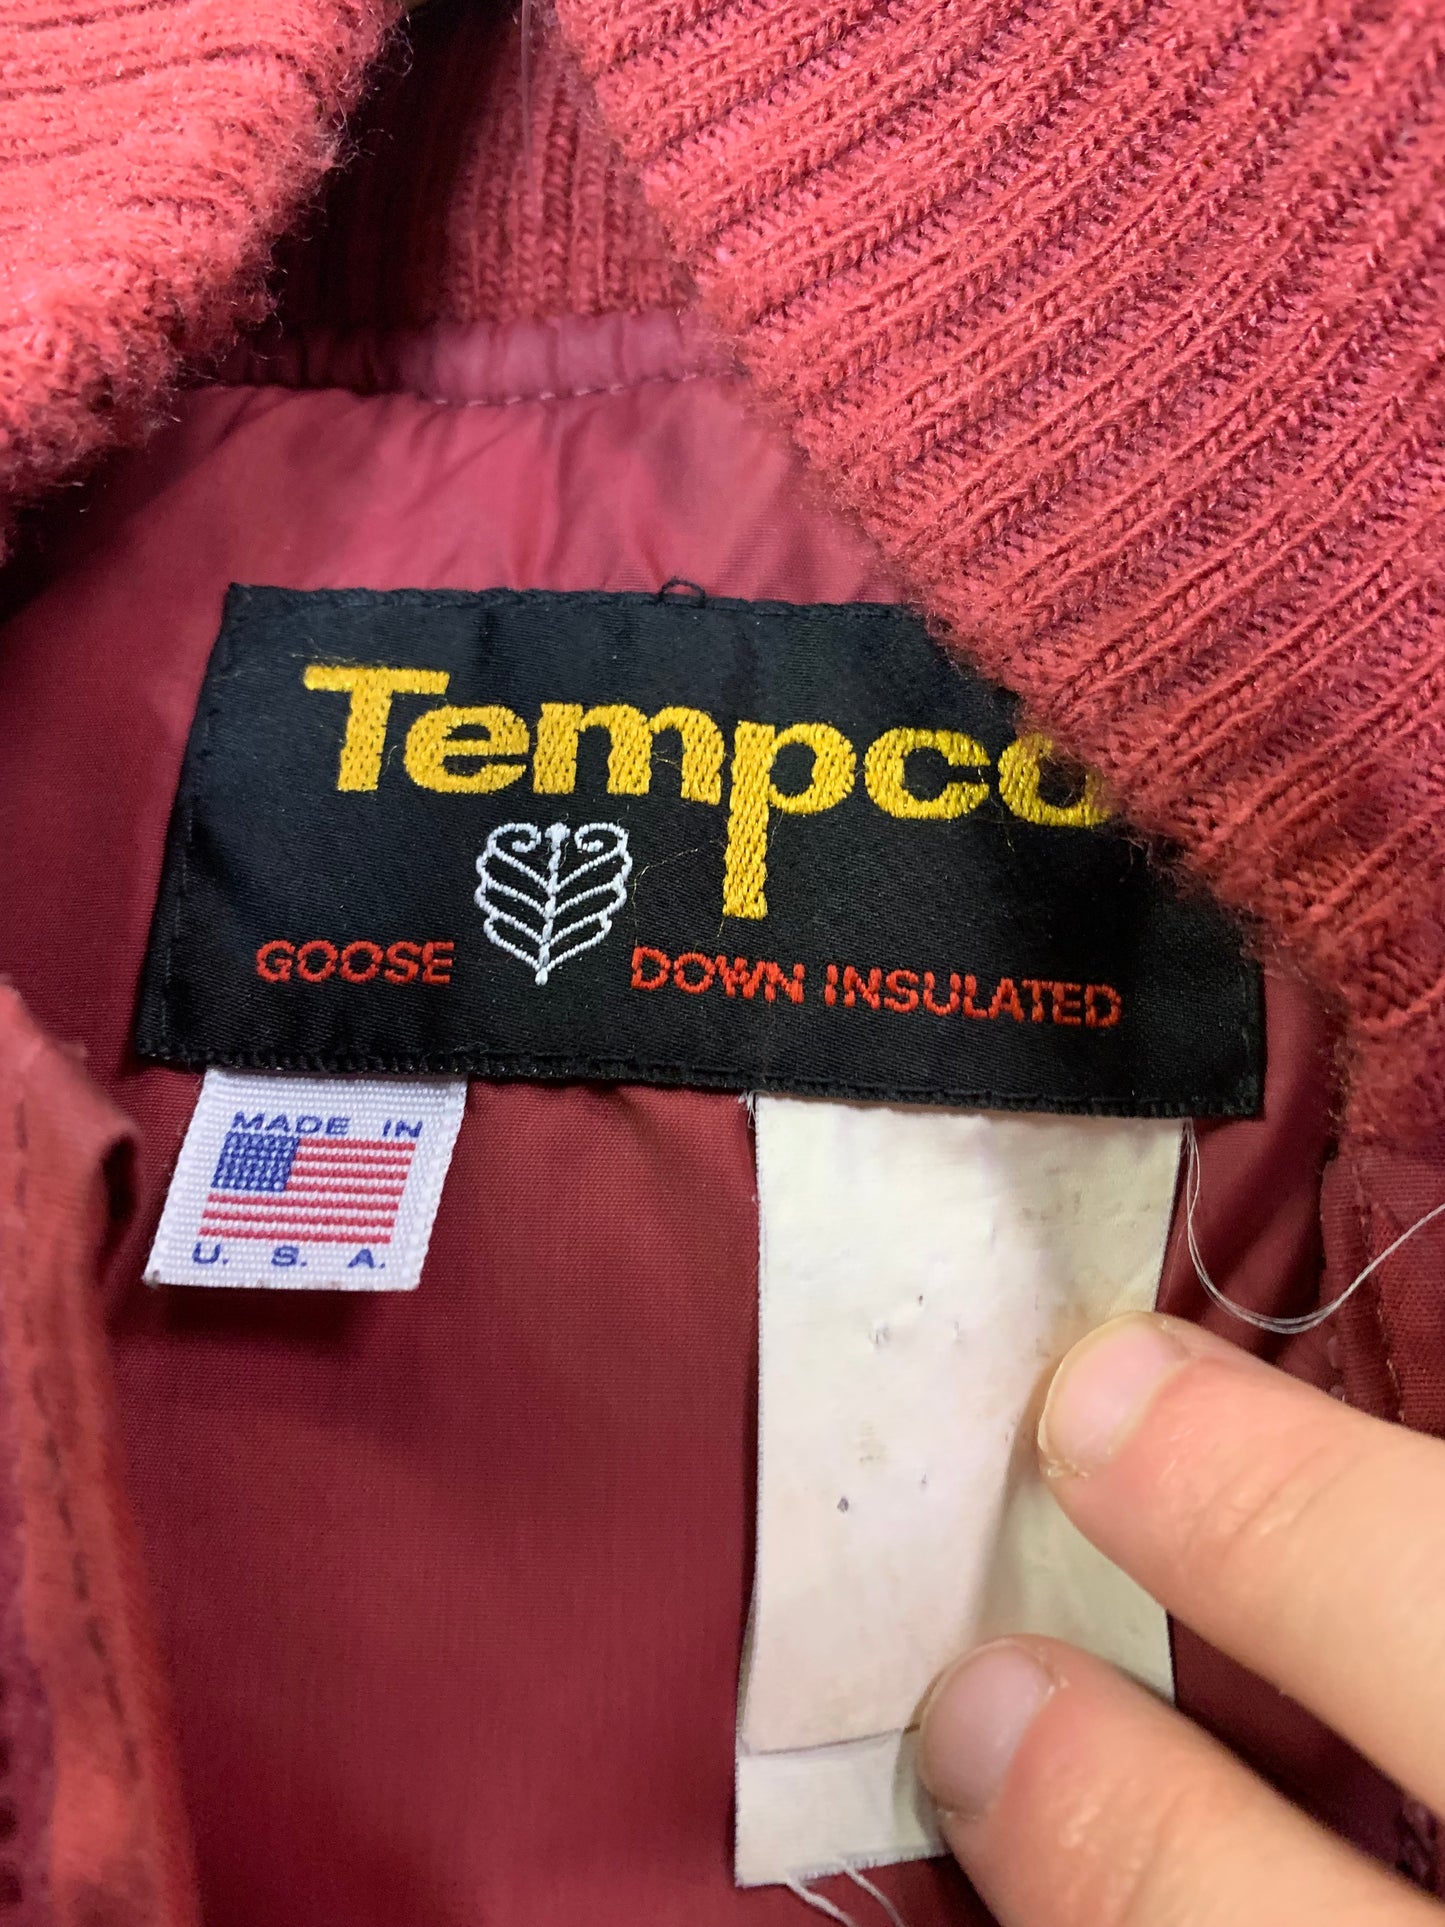 Tempco
GOOSE DOWN INSULATED
MADE IN
U. S. A.